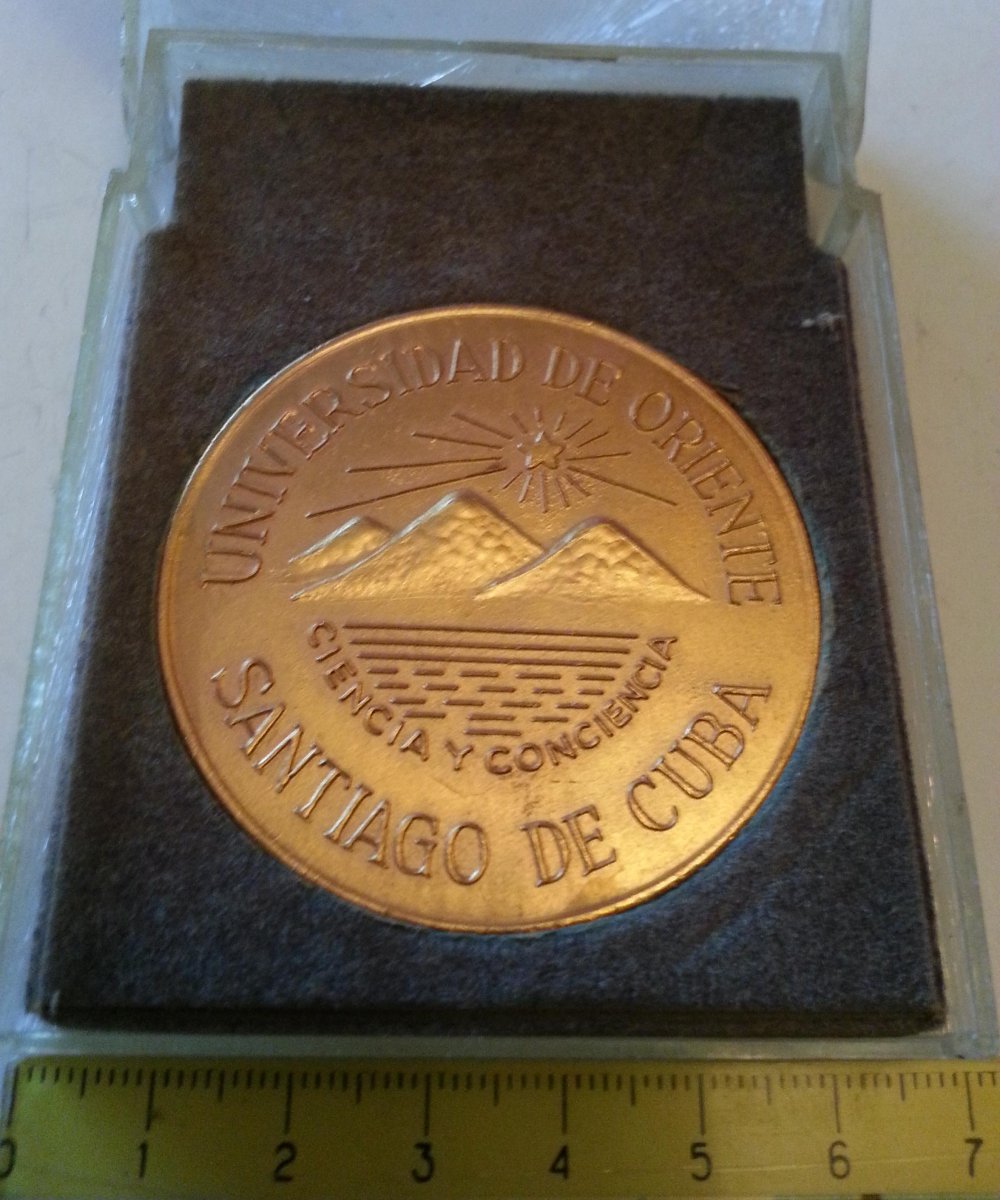 UNIVERSIDAD DE ORIENTE
CIENCIA Y CONCIENCIA
SANTIAGO DE CUBA
0 1 2 3 4 5 6 7